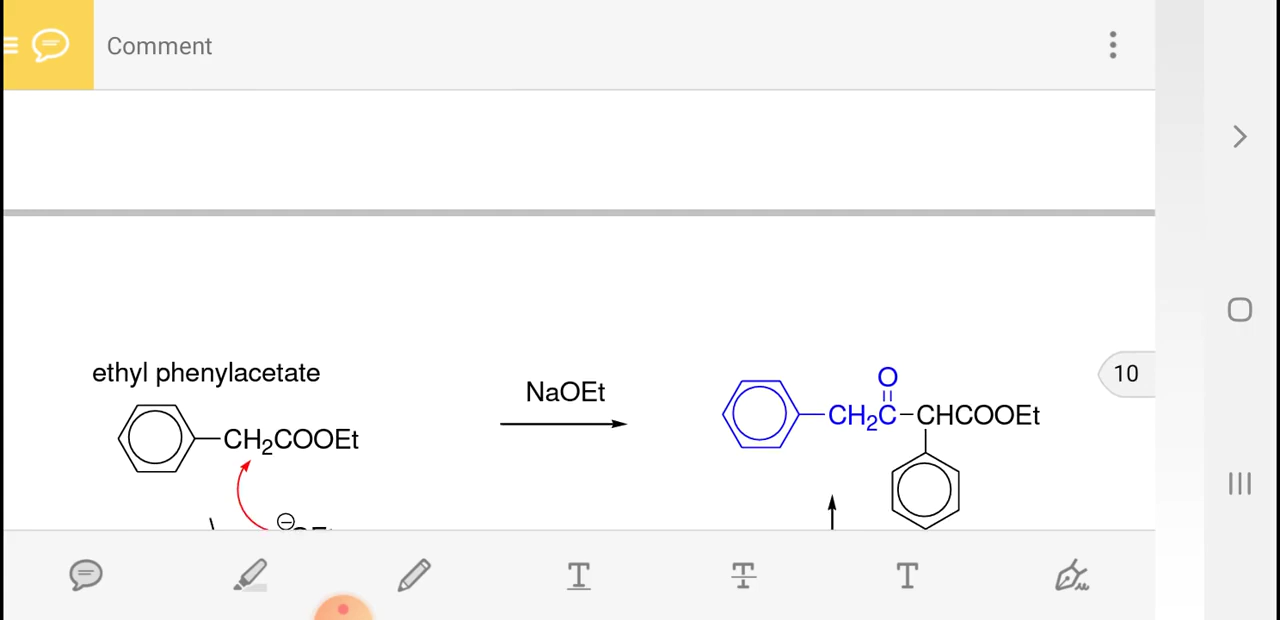 Comment
10
ethyl phenylacetate
CH₂COOEt
NaOEt
O
CH₂C–CHCOOEt
T
T
T